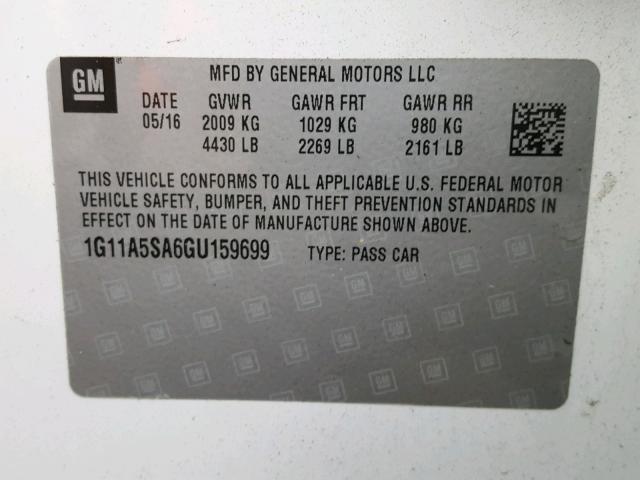 GM
MFD BY GENERAL MOTORS LLC
DATE GVWR GAWR FRT GAWR RR
05/16 2009 KG 1029 KG 980 KG
4430 LB 2269 LB 2161 LB
THIS VEHICLE CONFORMS TO ALL APPLICABLE U.S. FEDERAL MOTOR
VEHICLE SAFETY, BUMPER, AND THEFT PREVENTION STANDARDS IN
EFFECT ON THE DATE OF MANUFACTURE SHOWN ABOVE.
1G11A5SA6GU159699 TYPE: PASS CAR